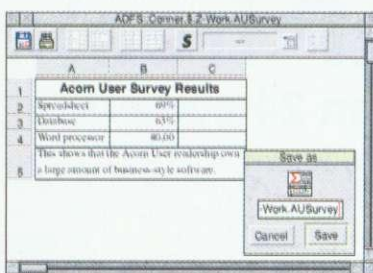 ADFS::Conner.$.Z-Work.AUSurvey
S
A B C
1 Acorn User Survey Results
2 Spreadsheet 69%
3 Database 63%
4 Word processor 80.00
This shows that the Acorn User readership own
5 a large amount of business-style software.
Save as
-Work.AUSurvey
Cancel Save